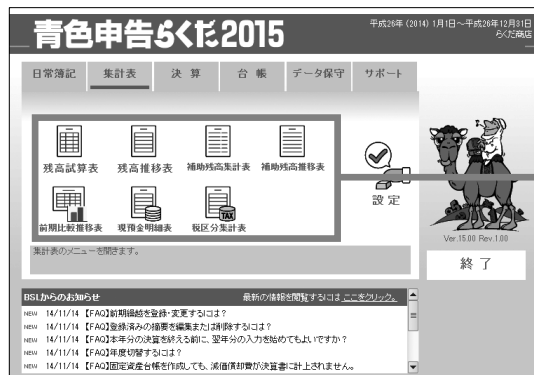 青色申告らくだ2015
平成26年 (2014) 1月1日～平成26年12月31日
らくだ商店
日常簿記 集計表 決 算 台 帳 データ保守 サポート
残高試算表 残高推移表 補助残高集計表 補助残高推移表
前期比較推移表 現預金明細表 税区分集計表
TAX
設 定
集計表のメニューを開きます。
Ver.15.00 Rev.1.00
終 了
BSLからのお知らせ 最新の情報を閲覧するには ここをクリック。
NEW 14/11/14 【FAQ】前期繰越を登録・変更するには？
NEW 14/11/14 【FAQ】登録済みの摘要を編集または削除するには？
NEW 14/11/14 【FAQ】本年分の決算を終える前に、翌年分の入力を始めてもよいですか？
NEW 14/11/14 【FAQ】年度切替するには？
NEW 14/11/14 【FAQ】固定資産台帳を作成しても、減価償却費が決算書に計上されません。